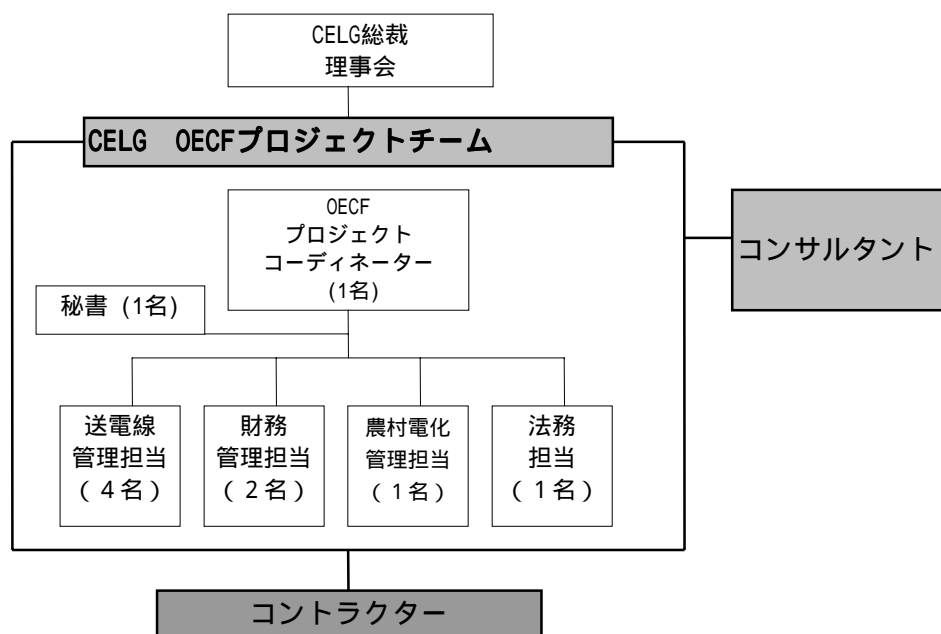 CELG総裁
理事会
CELG　OECFプロジェクトチーム
OECF
プロジェクト
コーディネーター
(1名)
コンサルタント
秘書 (1名)
送電線
管理担当
(４名)
財務
管理担当
(２名)
農村電化
管理担当
(１名)
法務
担当
(１名)
コントラクター